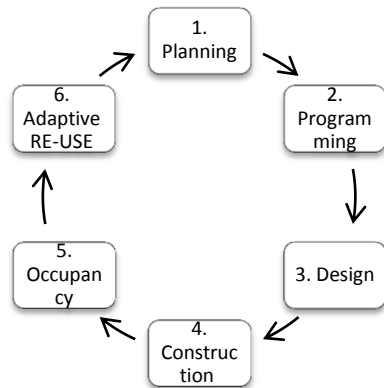 1.
Planning
2.
Program
ming
3. Design
4.
Construc
tion
5.
Occupan
cy
6.
Adaptive
RE-USE